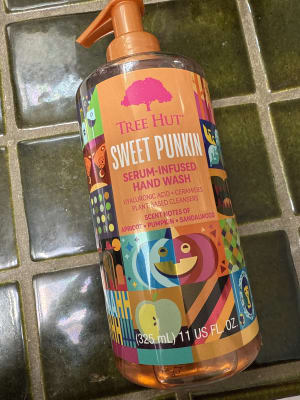 TREE HUT
SWEET PUNKIN
SERUM-INFUSED
HAND WASH
HYALURONIC ACID • CERAMIDES
PLANT-BASED CLEANSERS
SCENT NOTES OF
APRICOT • PUMPKIN • SANDALWOOD
(325 mL) 11 US FL. OZ.